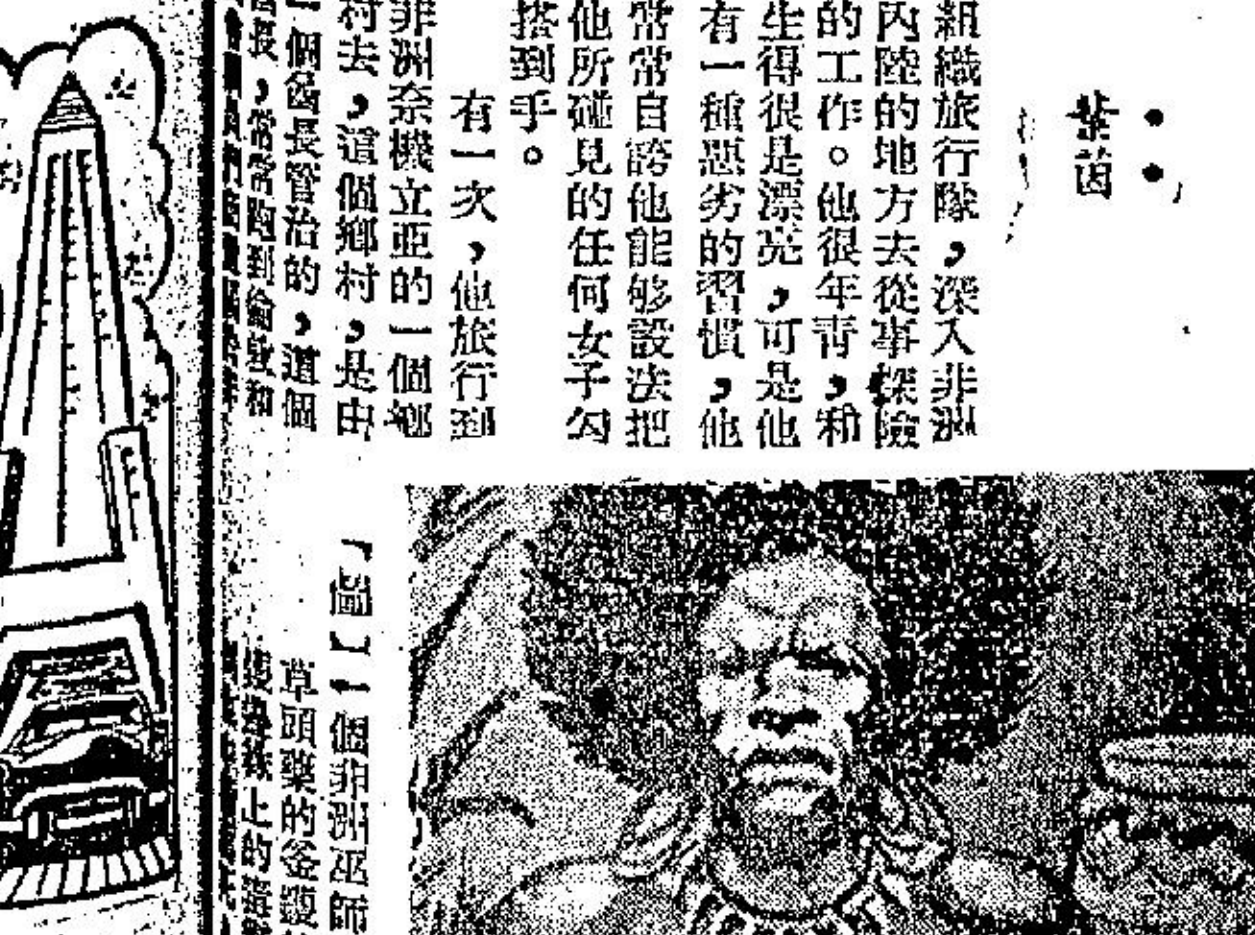 葉茵
組織旅行隊，深入非洲
內陸的地方去從事探險
的工作。他很年青，和
生得很是漂亮，可是他
有一種惡劣的習慣，他
常常自誇他能够設法把
他所碰見的任何女子勾
搭到手。
有一次，他旅行到
非洲奈機立亞的一個鄉
村去，這個鄉村，是由
一個酋長管治的，這個
酋長，常常跑到倫敦和
「圖」一個非洲巫師
草頭藥的釜鑊
上的